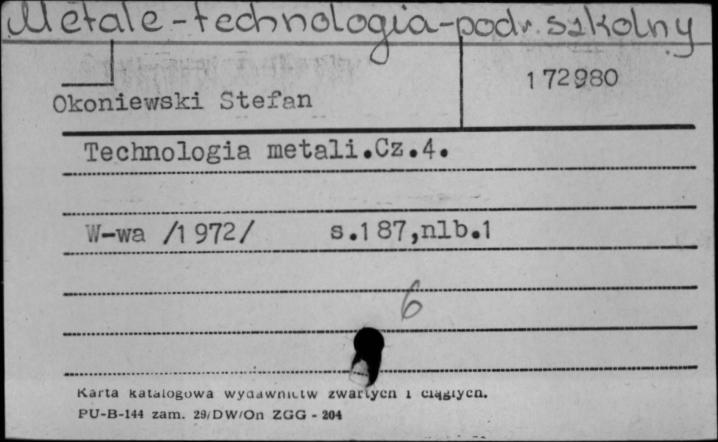 Metale-technologia-podr. szkolny
172980
Okoniewski Stefan
Technologia metali.Cz.4.
W-wa /1972/ s.187,nlb.1
6
Karta katalogowa wydawnictw zwartych i ciągłych.
PU-B-144 zam. 29/DW/On ZGG - 204